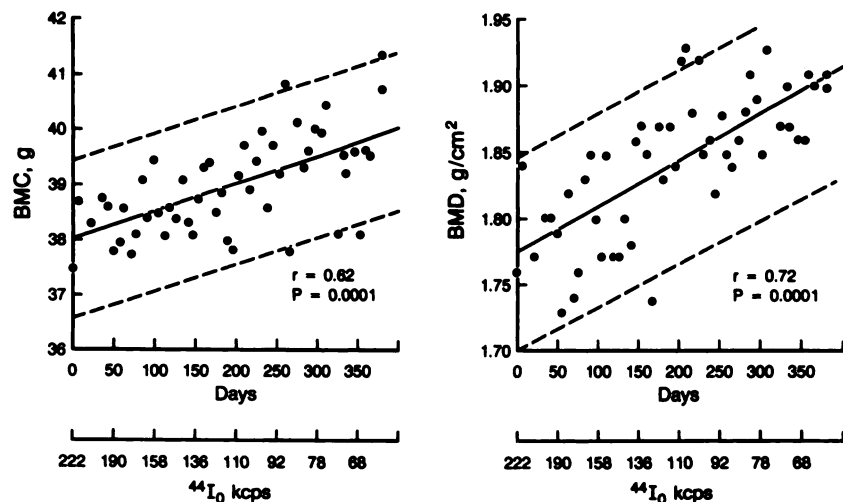 42
41
40
39
38
37
36
BMC, g
r = 0.62
P = 0.0001
0 50 100 150 200 250 300 350
Days
222 190 158 136 110 92 78 68
⁴⁴I₀ kcps
1.95
1.90
1.85
1.80
1.75
1.70
BMD, g/cm²
r = 0.72
P = 0.0001
0 50 100 150 200 250 300 350
Days
222 190 158 136 110 92 78 68
⁴⁴I₀ kcps